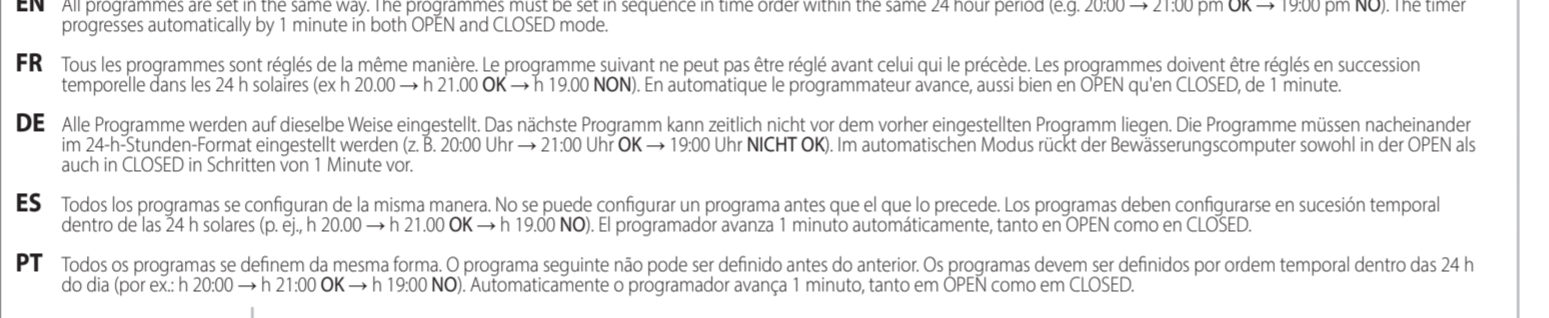 EN All programmes are set in the same way. The programmes must be set in sequence in time order within the same 24 hour period (e.g. 20:00 → 21:00 pm OK → 19:00 pm NO). The timer
progresses automatically by 1 minute in both OPEN and CLOSED mode.
FR Tous les programmes sont réglés de la même manière. Le programme suivant ne peut pas être réglé avant celui qui le précède. Les programmes doivent être réglés en succession
temporelle dans les 24 h solaires (ex h 20.00 → h 21.00 OK → h 19.00 NON). En automatique le programmateur avance, aussi bien en OPEN qu'en CLOSED, de 1 minute.
DE Alle Programme werden auf dieselbe Weise eingestellt. Das nächste Programm kann zeitlich nicht vor dem vorher eingestellten Programm liegen. Die Programme müssen nacheinander
im 24-h-Stunden-Format eingestellt werden (z. B. 20:00 Uhr → 21:00 Uhr OK → 19:00 Uhr NICHT OK). Im automatischen Modus rückt der Bewässerungscomputer sowohl in der OPEN als
auch in CLOSED in Schritten von 1 Minute vor.
ES Todos los programas se configuran de la misma manera. No se puede configurar un programa antes que el que lo precede. Los programas deben configurarse en sucesión temporal
dentro de las 24 h solares (p. ej., h 20.00 → h 21.00 OK → h 19.00 NO). El programador avanza 1 minuto automáticamente, tanto en OPEN como en CLOSED.
PT Todos os programas se definem da mesma forma. O programa seguinte não pode ser definido antes do anterior. Os programas devem ser definidos por ordem temporal dentro das 24 h
do dia (por ex.: h 20:00 → h 21:00 OK → h 19:00 NO). Automaticamente o programador avança 1 minuto, tanto em OPEN como em CLOSED.